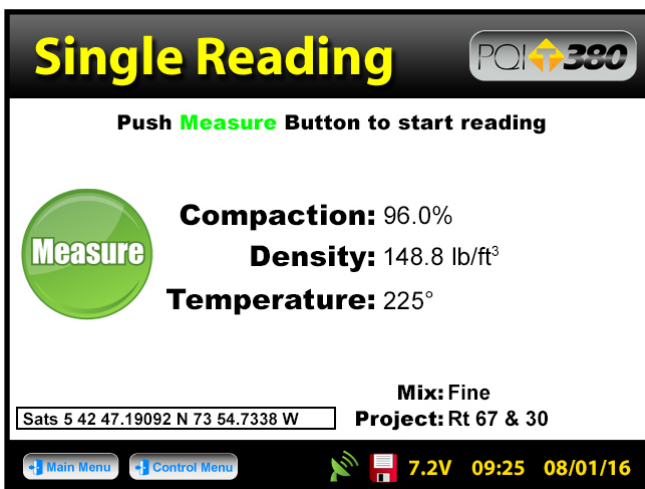 Single Reading
PQI T 380
Push Measure Button to start reading
Measure
Compaction: 96.0%
Density: 148.8 lb/ft³
Temperature: 225°
Mix: Fine
Sats 5 42 47.19092 N 73 54.7338 W
Project: Rt 67 & 30
Main Menu
Control Menu
7.2V 09:25 08/01/16